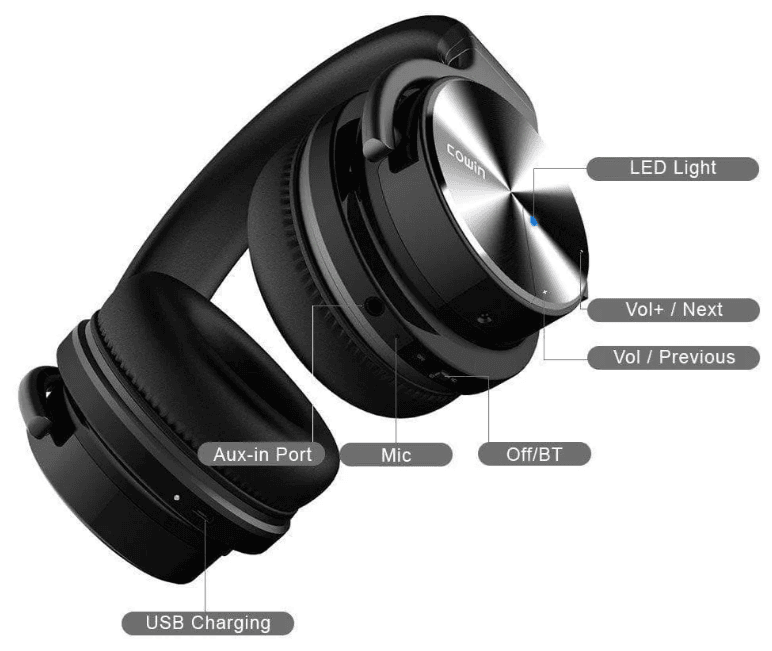 cowin
LED Light
Vol+ / Next
Vol / Previous
Aux-in Port
Mic
Off/BT
USB Charging